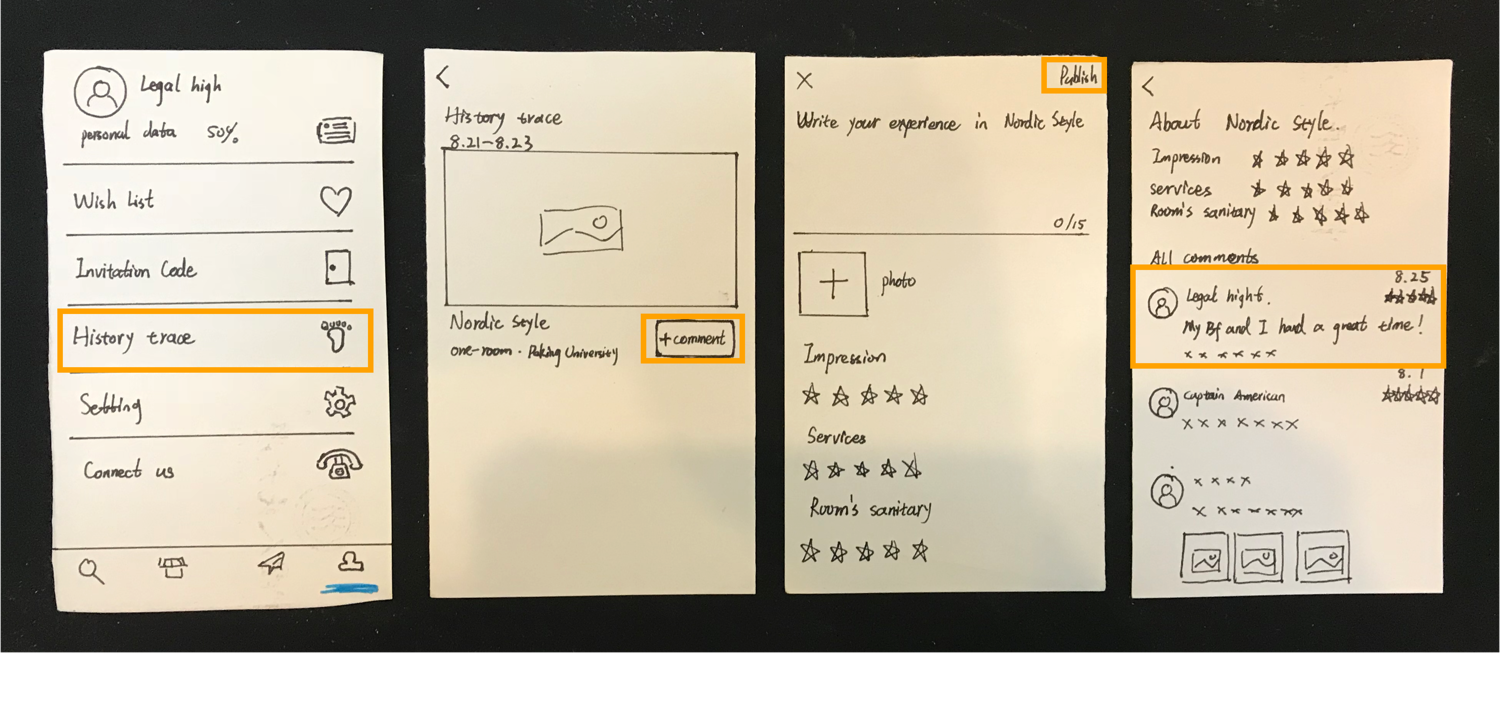 Legal high
personal data 50%
Wish List
Invitation Code
History trace
Setting
Connect us
History trace
8.21-8.23
Nordic Style
one-room · Paking University
+comment
Publish
Write your experience in Nordic Style
0/15
photo
Impression
Services
Room's sanitary
About Nordic Style.
Impression
services
Room's sanitary
All comments
8.25
Legal hight.
My Bf and I had a great time!
8.1
Captain American